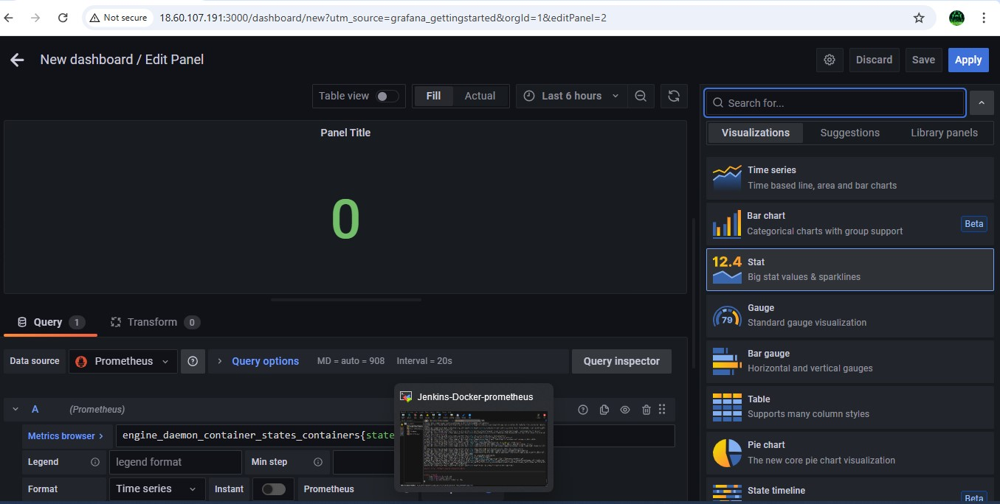 Not secure
18.60.107.191:3000/dashboard/new?utm_source=grafana_gettingstarted&orgId=1&editPanel=2
New dashboard / Edit Panel
Discard
Save
Apply
Table view
Fill
Actual
Last 6 hours
Search for...
Panel Title
Visualizations
Suggestions
Library panels
0
Time series
Time based line, area and bar charts
Bar chart
Categorical charts with group support
Beta
12.4
Stat
Big stat values & sparklines
79
Gauge
Standard gauge visualization
Bar gauge
Horizontal and vertical gauges
Table
Supports many column styles
Pie chart
The new core pie chart visualization
State timeline
Beta
Query 1
Transform 0
Data source
Prometheus
Query options
MD = auto = 908
Interval = 20s
Query inspector
Jenkins-Docker-prometheus
A
(Prometheus)
Metrics browser >
engine_daemon_container_states_containers{state
Legend
legend format
Min step
Format
Time series
Instant
Prometheus